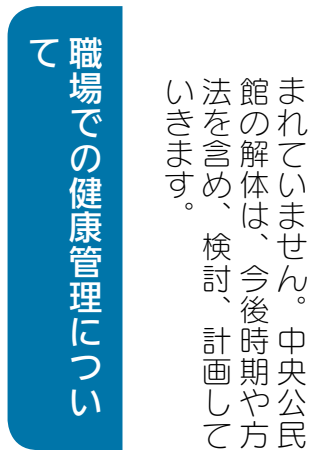 まれていません。中央公民
館の解体は、今後時期や方
法を含め、検討、計画して
いきます。
職場での健康管理につい
て